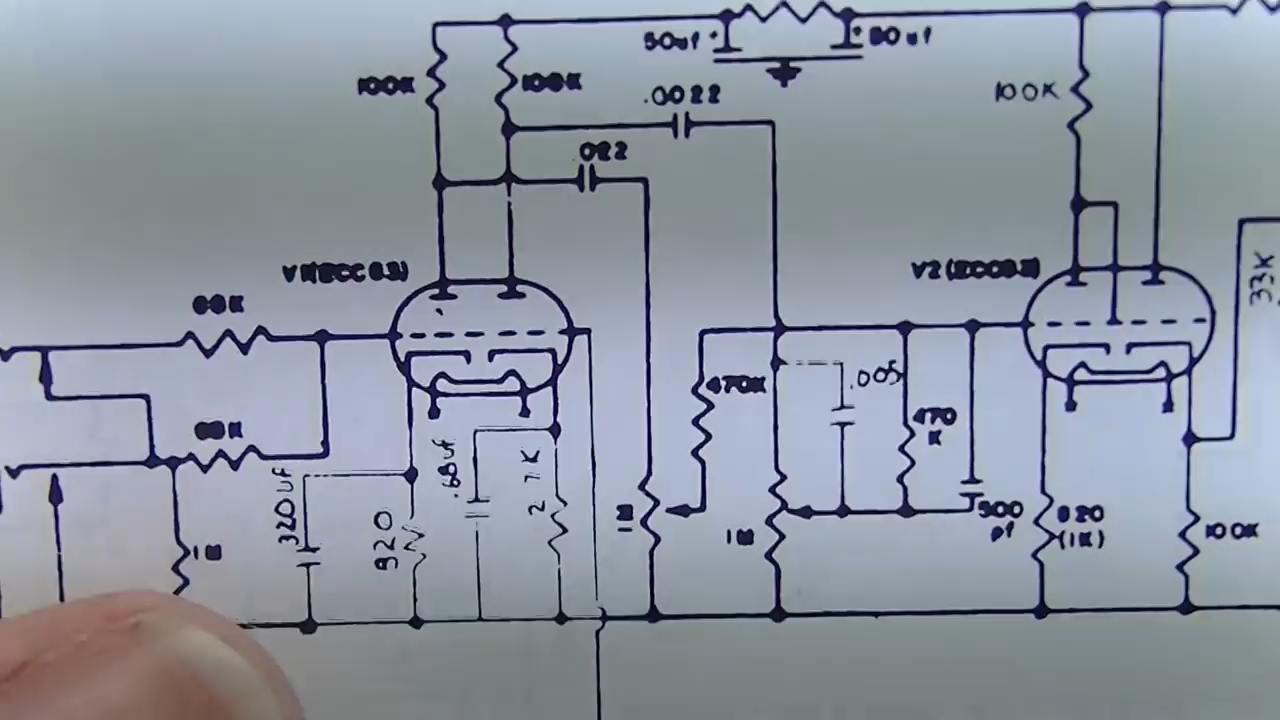 50uf
50uf
100K
100K
.0022
100K
.022
V1(ECC83)
V2(ECC83)
33K
68K
470K
.005
68K
470
K
320uf
.68uf
2.7K
820
1M
1M
500
pf
820
(1K)
1M
100K